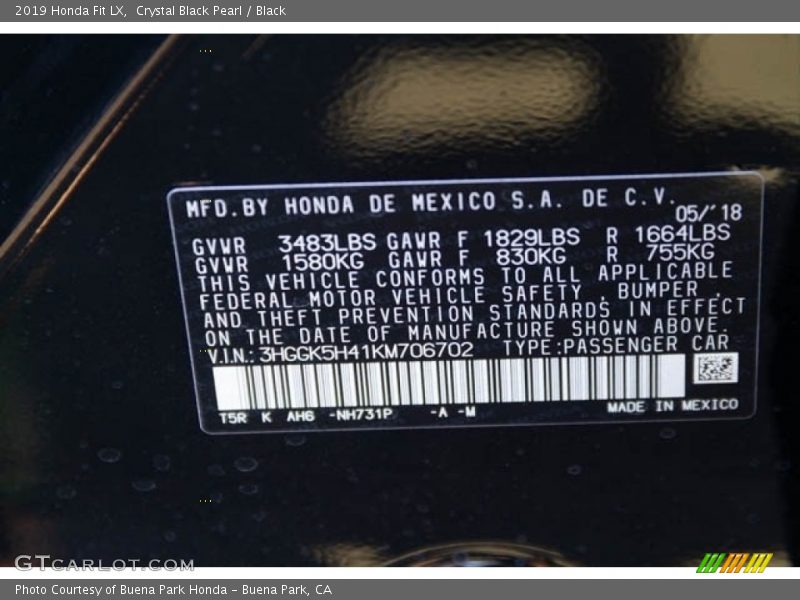 2019 Honda Fit LX, Crystal Black Pearl / Black
MFD.BY HONDA DE MEXICO S.A. DE C.V.
05/'18
GVWR 3483LBS GAWR F 1829LBS R 1664LBS
GVWR 1580KG GAWR F 830KG R 755KG
THIS VEHICLE CONFORMS TO ALL APPLICABLE
FEDERAL MOTOR VEHICLE SAFETY , BUMPER ,
AND THEFT PREVENTION STANDARDS IN EFFECT
ON THE DATE OF MANUFACTURE SHOWN ABOVE.
V.I.N.: 3HGGK5H41KM706702 TYPE:PASSENGER CAR
T5R K AH6 -NH731P -A -M MADE IN MEXICO
GTCARLOT.COM
Photo Courtesy of Buena Park Honda - Buena Park, CA